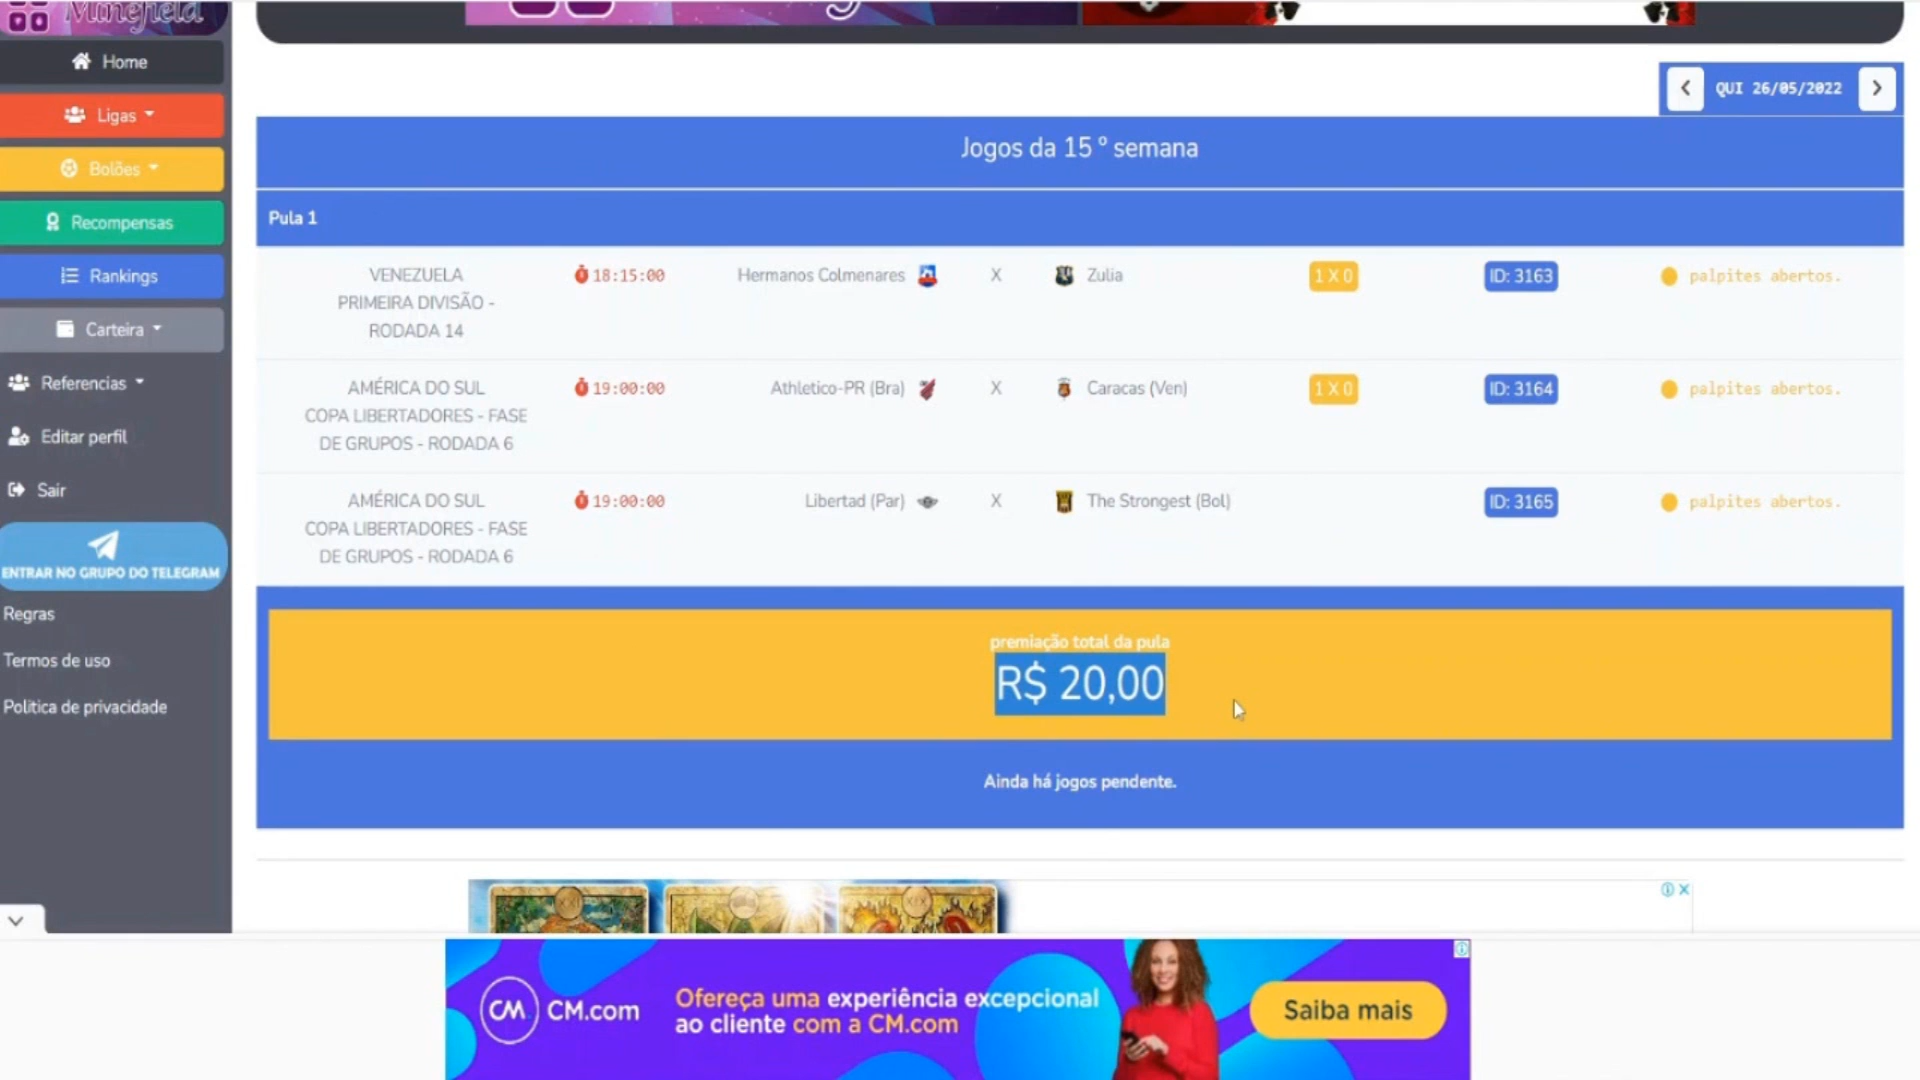 Minefield
Home
Ligas
Bolões
Recompensas
Rankings
Carteira
Referencias
Editar perfil
Sair
ENTRAR NO GRUPO DO TELEGRAM
Regras
Termos de uso
Politica de privacidade
QUI 26/05/2022
Jogos da 15 º semana
Pula 1
VENEZUELA
PRIMEIRA DIVISÃO -
RODADA 14
18:15:00
Hermanos Colmenares X Zulia
1 X 0
ID: 3163
palpites abertos.
AMÉRICA DO SUL
COPA LIBERTADORES - FASE
DE GRUPOS - RODADA 6
19:00:00
Athletico-PR (Bra) X Caracas (Ven)
1 X 0
ID: 3164
palpites abertos.
AMÉRICA DO SUL
COPA LIBERTADORES - FASE
DE GRUPOS - RODADA 6
19:00:00
Libertad (Par) X The Strongest (Bol)
ID: 3165
palpites abertos.
premiação total da pula
R$ 20,00
Ainda há jogos pendente.
CM CM.com
Ofereça uma experiência excepcional
ao cliente com a CM.com
Saiba mais